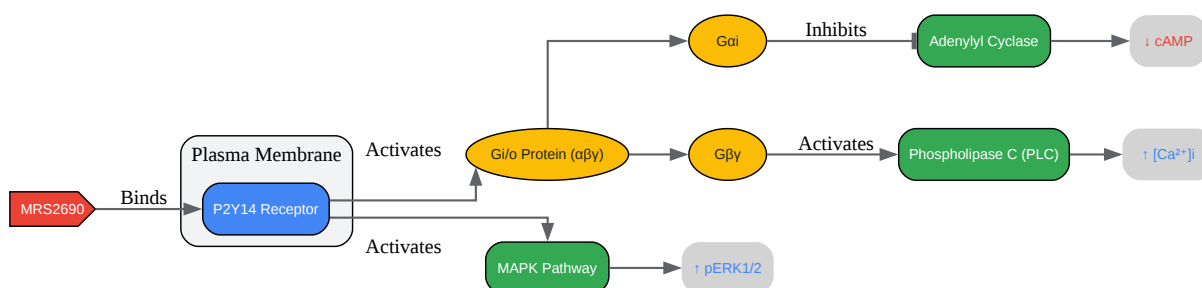 Gαi
Inhibits
Adenylyl Cyclase
↓ cAMP
Plasma Membrane
Activates
Gi/o Protein (αβγ)
Gβγ
Activates
Phospholipase C (PLC)
↑ [Ca²⁺]i
MRS2690
Binds
P2Y14 Receptor
Activates
MAPK Pathway
↑ pERK1/2